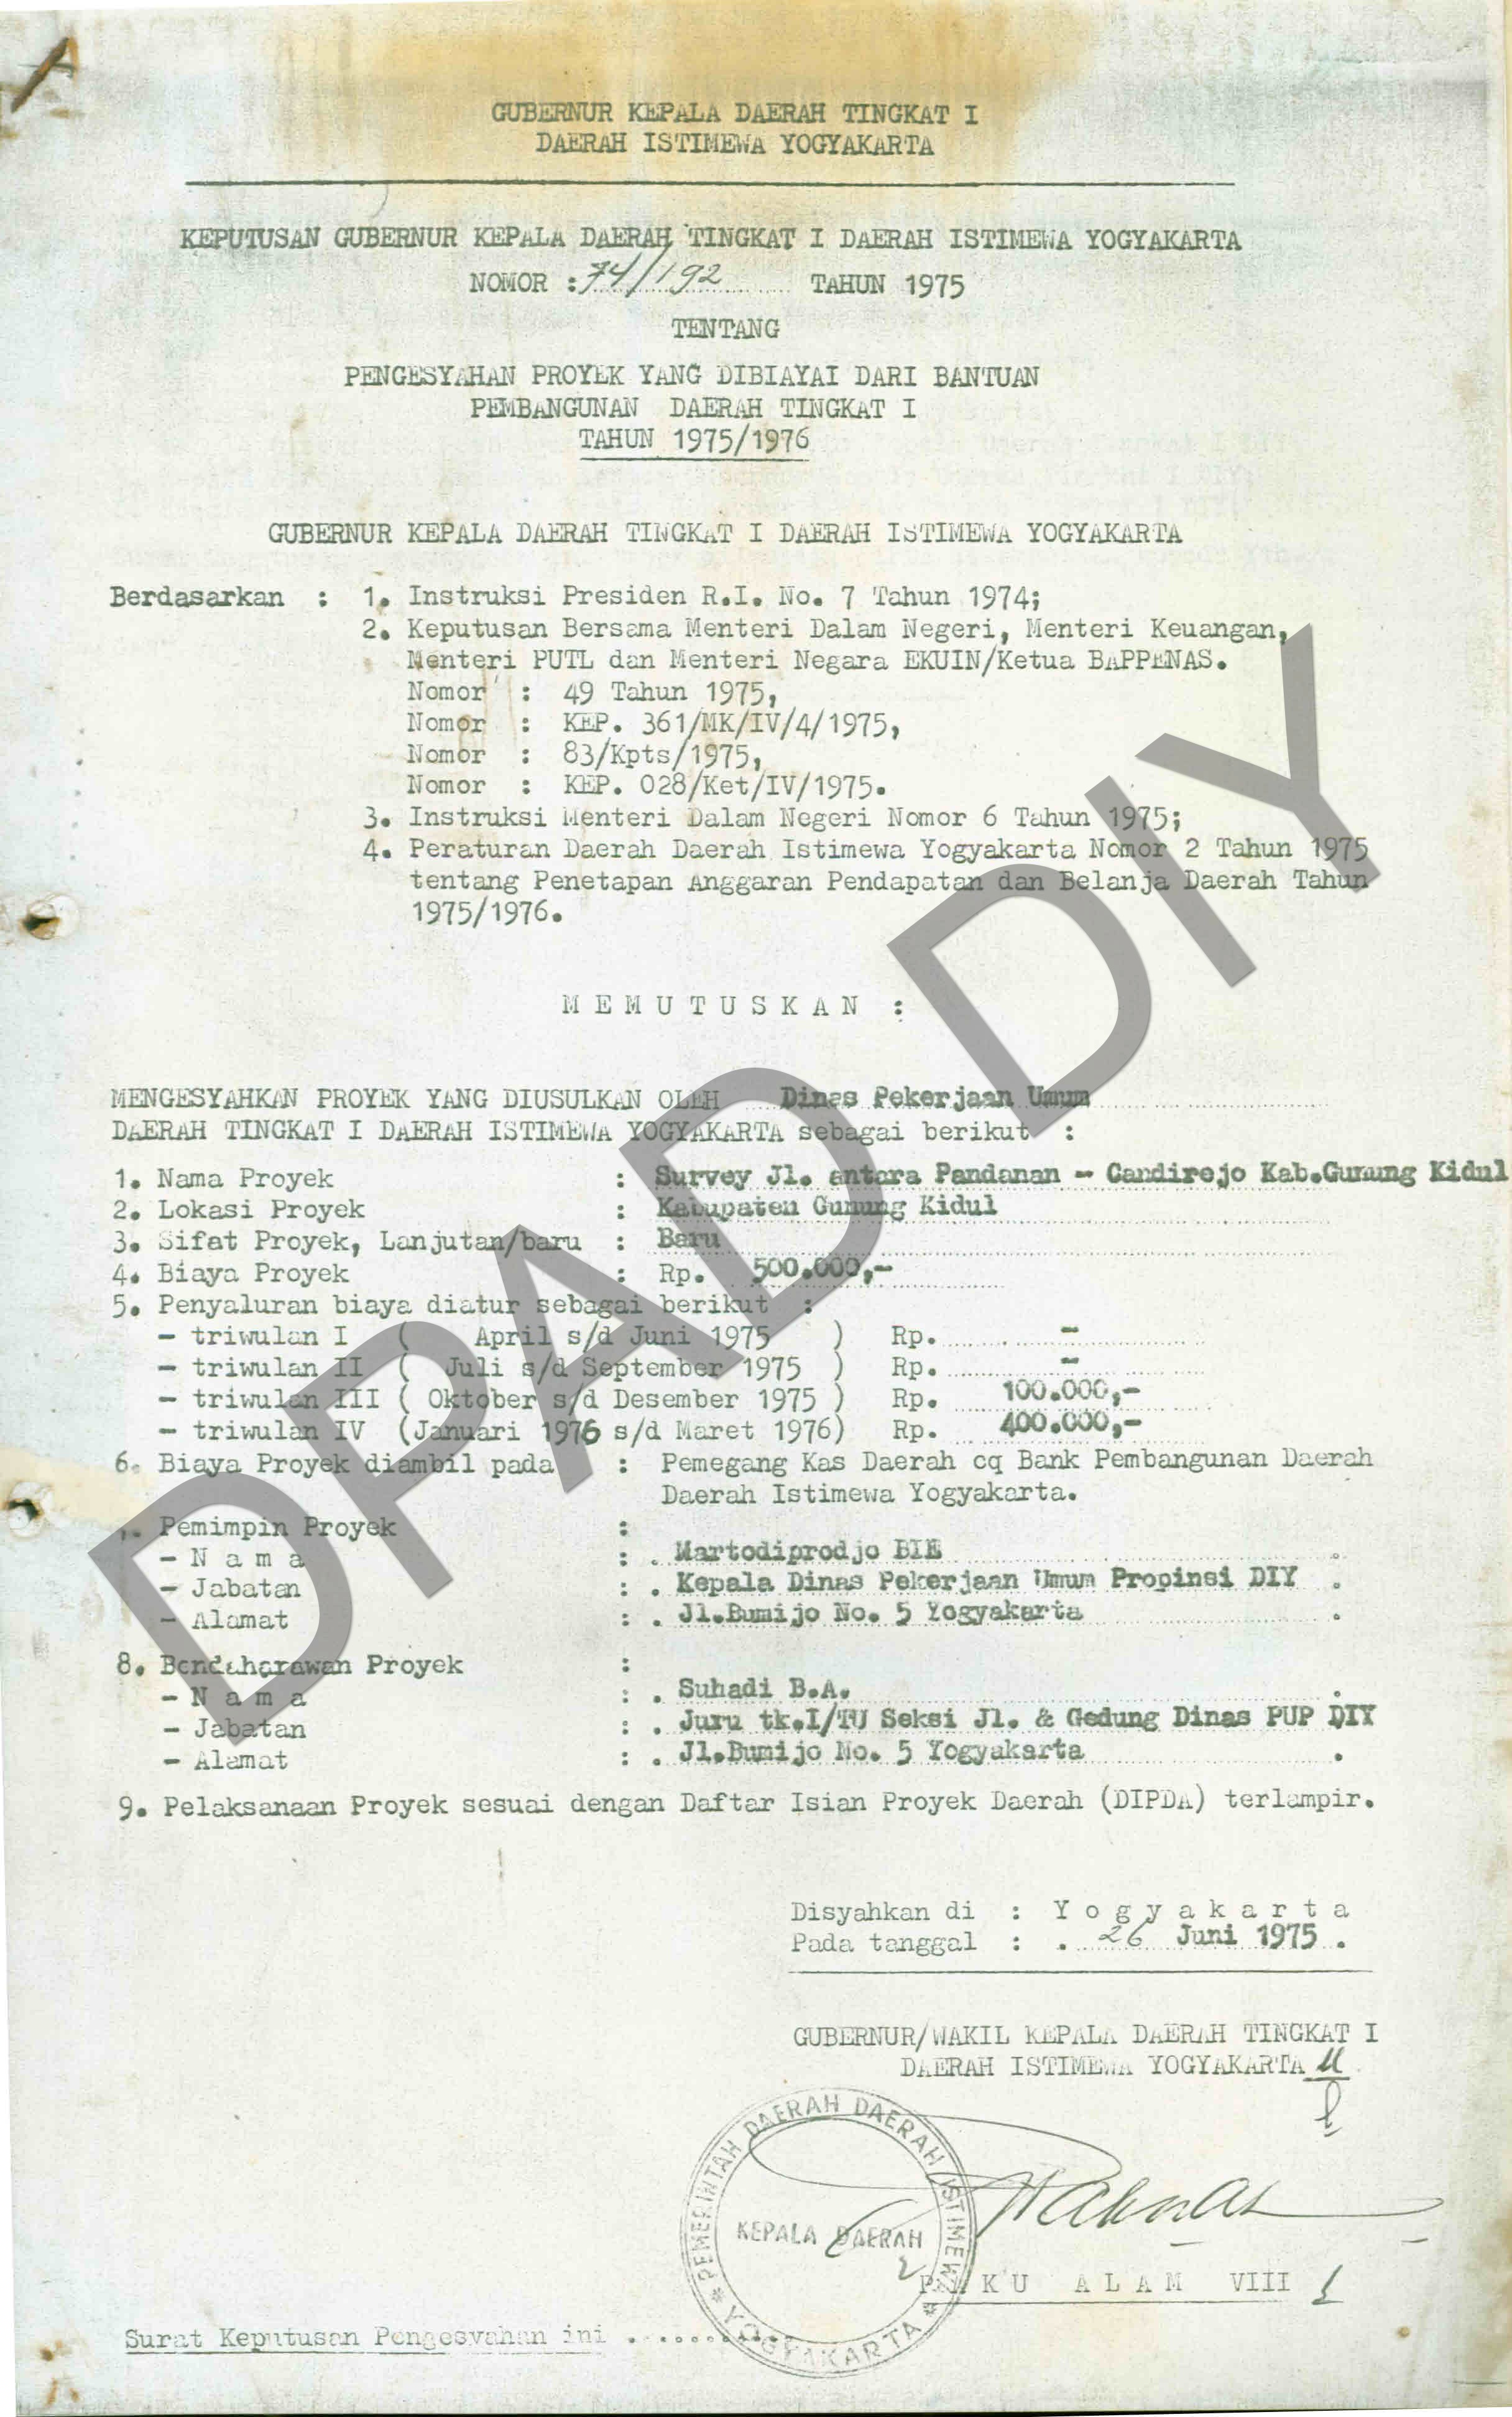 GUBERNUR KEPALA DAERAH TINGKAT I
DAERAH ISTIMEWA YOGYAKARTA
KEPUTUSAN GUBERNUR KEPALA DAERAH TINGKAT I DAERAH ISTIMEWA YOGYAKARTA
NOMOR : 74/192 TAHUN 1975
TENTANG
PENGESYAHAN PROYEK YANG DIBIAYAI DARI BANTUAN
PEMBANGUNAN DAERAH TINGKAT I
TAHUN 1975/1976
GUBERNUR KEPALA DAERAH TINGKAT I DAERAH ISTIMEWA YOGYAKARTA
Berdasarkan : 1. Instruksi Presiden R.I. No. 7 Tahun 1974;
2. Keputusan Bersama Menteri Dalam Negeri, Menteri Keuangan,
Menteri PUTL dan Menteri Negara EKUIN/Ketua BAPPENAS.
Nomor : 49 Tahun 1975,
Nomor : KEP. 361/MK/IV/4/1975,
Nomor : 83/Kpts/1975,
Nomor : KEP. 028/Ket/IV/1975.
3. Instruksi Menteri Dalam Negeri Nomor 6 Tahun 1975;
4. Peraturan Daerah Daerah Istimewa Yogyakarta Nomor 2 Tahun 1975
tentang Penetapan Anggaran Pendapatan dan Belanja Daerah Tahun
1975/1976.
M E M U T U S K A N :
MENGESYAHKAN PROYEK YANG DIUSULKAN OLEH Dinas Pekerjaan Umum
DAERAH TINGKAT I DAERAH ISTIMEWA YOGYAKARTA sebagai berikut :
1. Nama Proyek : Survey Jl. antara Pandanan - Candirejo Kab.Gunung Kidul
2. Lokasi Proyek : Kabupaten Gunung Kidul
3. Sifat Proyek, Lanjutan/baru : Baru
4. Biaya Proyek : Rp. 500.000,-
5. Penyaluran biaya diatur sebagai berikut :
- triwulan I ( April s/d Juni 1975 ) Rp. -
- triwulan II ( Juli s/d September 1975 ) Rp. -
- triwulan III ( Oktober s/d Desember 1975 ) Rp. 100.000,-
- triwulan IV (Januari 1976 s/d Maret 1976) Rp. 400.000,-
6. Biaya Proyek diambil pada : Pemegang Kas Daerah cq Bank Pembangunan Daerah
Daerah Istimewa Yogyakarta.
7. Pemimpin Proyek :
- N a m a : . Martodiprodjo BIE .
- Jabatan : . Kepala Dinas Pekerjaan Umum Propinsi DIY .
- Alamat : . Jl.Bumijo No. 5 Yogyakarta .
8. Bendaharawan Proyek :
- N a m a : . Suhadi B.A. .
- Jabatan : . Juru tk.I/TU Seksi Jl. & Gedung Dinas PUP DIY
- Alamat : . Jl.Bumijo No. 5 Yogyakarta .
9. Pelaksanaan Proyek sesuai dengan Daftar Isian Proyek Daerah (DIPDA) terlampir.
Disyahkan di : Y o g y a k a r t a
Pada tanggal : . 26 Juni 1975 .
GUBERNUR/WAKIL KEPALA DAERAH TINGKAT I
DAERAH ISTIMEWA YOGYAKARTA
PEMERINTAH DAERAH DAERAH ISTIMEWA
KEPALA DAERAH
* YOGYAKARTA *
PAKU ALAM VIII
Surat Keputusan Pengesyahan ini ..........
DPAD DIY